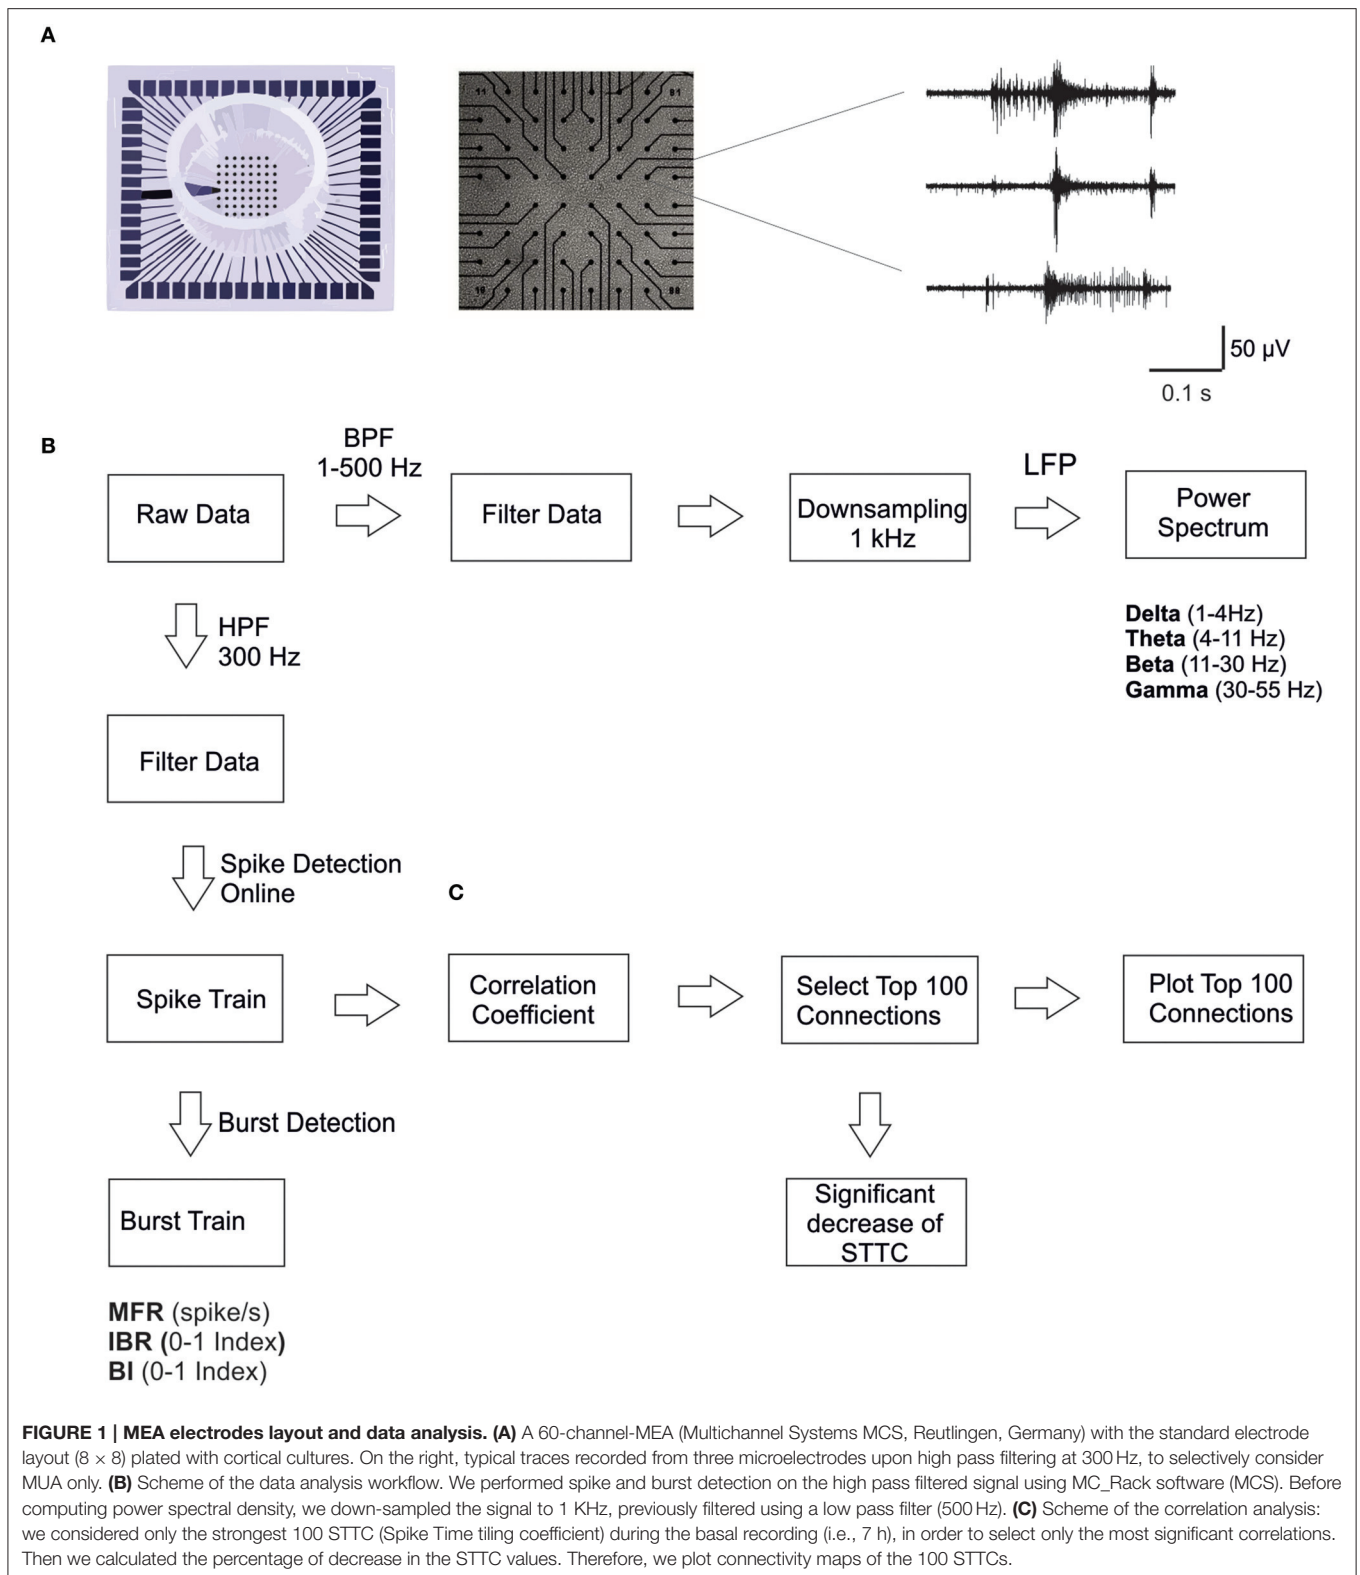 A
11
81
18
88
50 µV
0.1 s
B
BPF
1-500 Hz
LFP
Raw Data
Filter Data
Downsampling
1 kHz
Power
Spectrum
HPF
300 Hz
Delta (1-4Hz)
Theta (4-11 Hz)
Beta (11-30 Hz)
Gamma (30-55 Hz)
Filter Data
Spike Detection
Online
C
Spike Train
Correlation
Coefficient
Select Top 100
Connections
Plot Top 100
Connections
Burst Detection
Burst Train
Significant
decrease of
STTC
MFR (spike/s)
IBR (0-1 Index)
BI (0-1 Index)
FIGURE 1 | MEA electrodes layout and data analysis. (A) A 60-channel-MEA (Multichannel Systems MCS, Reutlingen, Germany) with the standard electrode
layout (8 × 8) plated with cortical cultures. On the right, typical traces recorded from three microelectrodes upon high pass filtering at 300 Hz, to selectively consider
MUA only. (B) Scheme of the data analysis workflow. We performed spike and burst detection on the high pass filtered signal using MC_Rack software (MCS). Before
computing power spectral density, we down-sampled the signal to 1 KHz, previously filtered using a low pass filter (500 Hz). (C) Scheme of the correlation analysis:
we considered only the strongest 100 STTC (Spike Time tiling coefficient) during the basal recording (i.e., 7 h), in order to select only the most significant correlations.
Then we calculated the percentage of decrease in the STTC values. Therefore, we plot connectivity maps of the 100 STTCs.